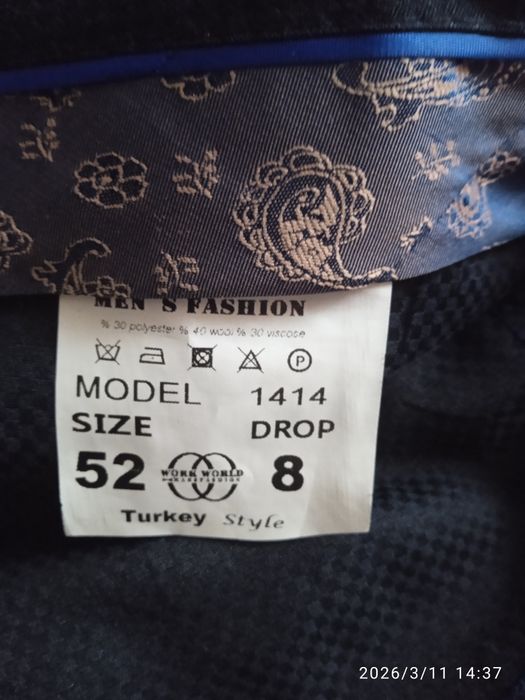 MEN'S FASHION
% 30 polyester % 40 wool % 30 viscose
P
MODEL 1414
SIZE DROP
52 WORK WORLD 8
Turkey Style
2026/3/11 14:37